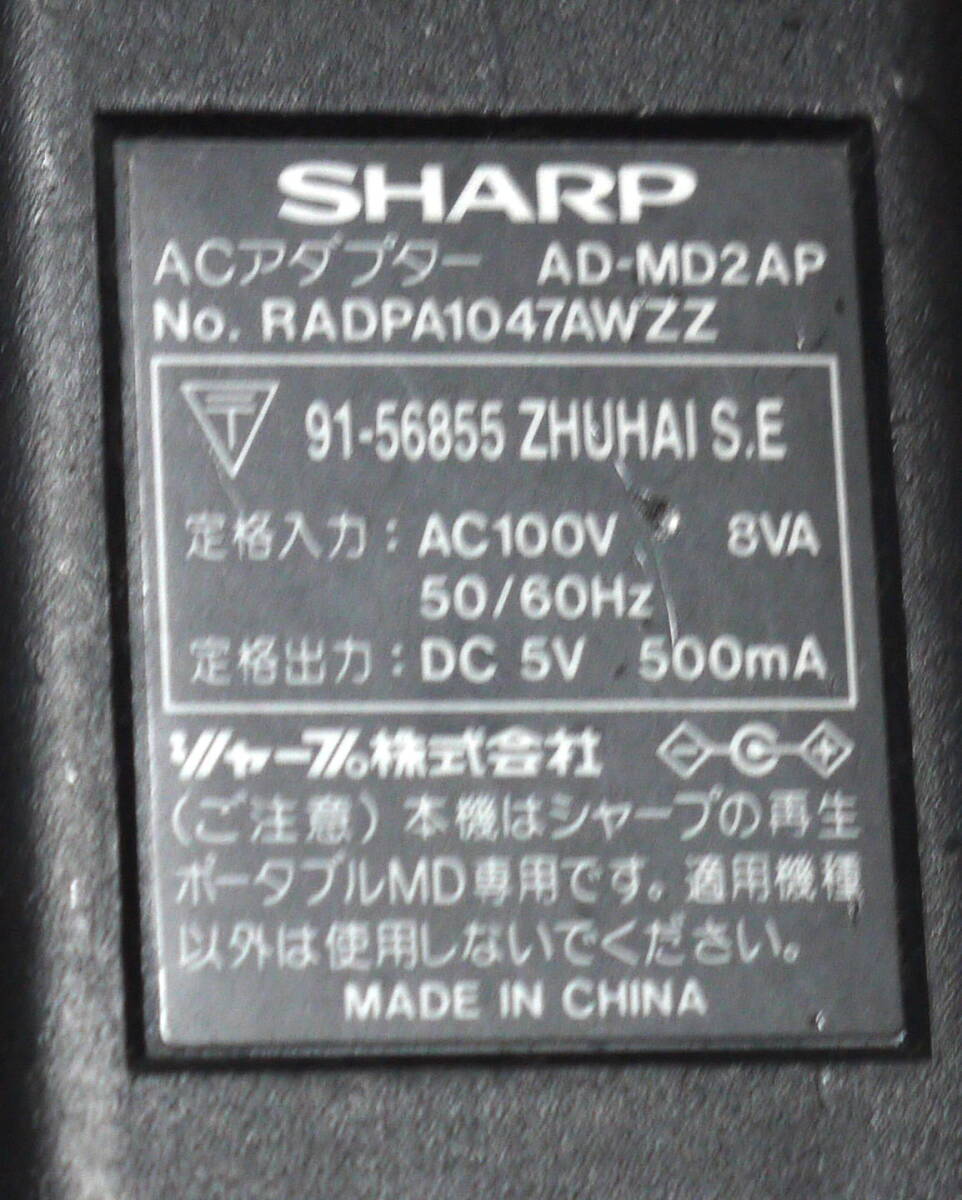 SHARP
ACアダプター AD-MD2AP
No. RADPA1047AWZZ
〒 91-56855 ZHUHAI S.E
定格入力：AC100V 8VA
50/60Hz
定格出力：DC 5V 500mA
シャープ株式会社
(ご注意) 本機はシャープの再生
ポータブルMD専用です。適用機種
以外は使用しないでください。
MADE IN CHINA